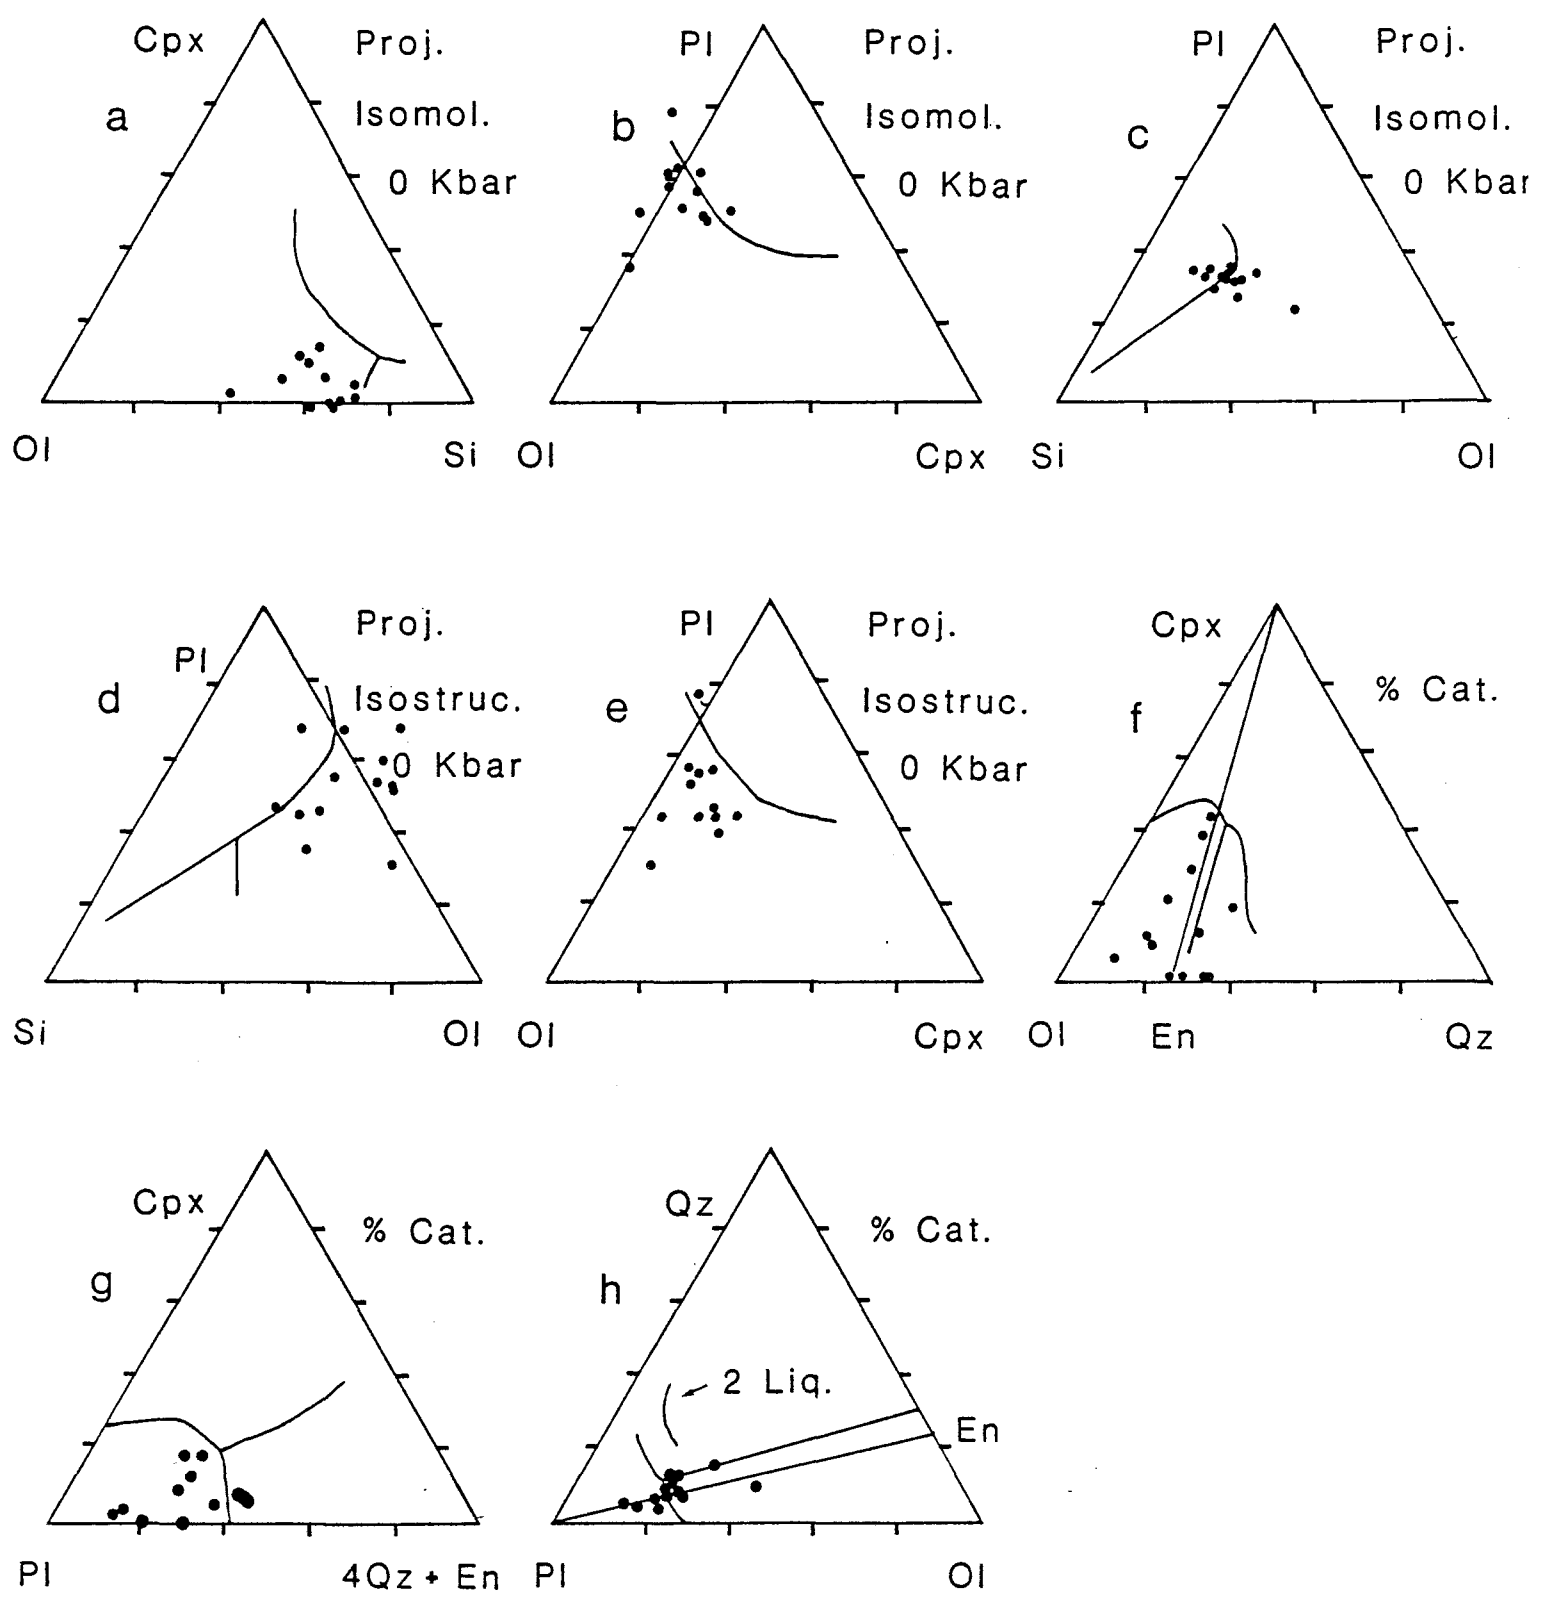 Cpx
Proj.
a
Isomol.
0 Kbar
Ol
Si
Pl
Proj.
b
Isomol.
0 Kbar
Ol
Cpx
Pl
Proj.
c
Isomol.
0 Kbar
Si
Ol
Pl
Proj.
d
Isostruc.
0 Kbar
Si
Ol
Pl
Proj.
e
Isostruc.
0 Kbar
Ol
Cpx
Cpx
% Cat.
f
Ol
En
Qz
Cpx
% Cat.
g
Pl
4Qz + En
Qz
% Cat.
h
2 Liq.
En
Pl
Ol